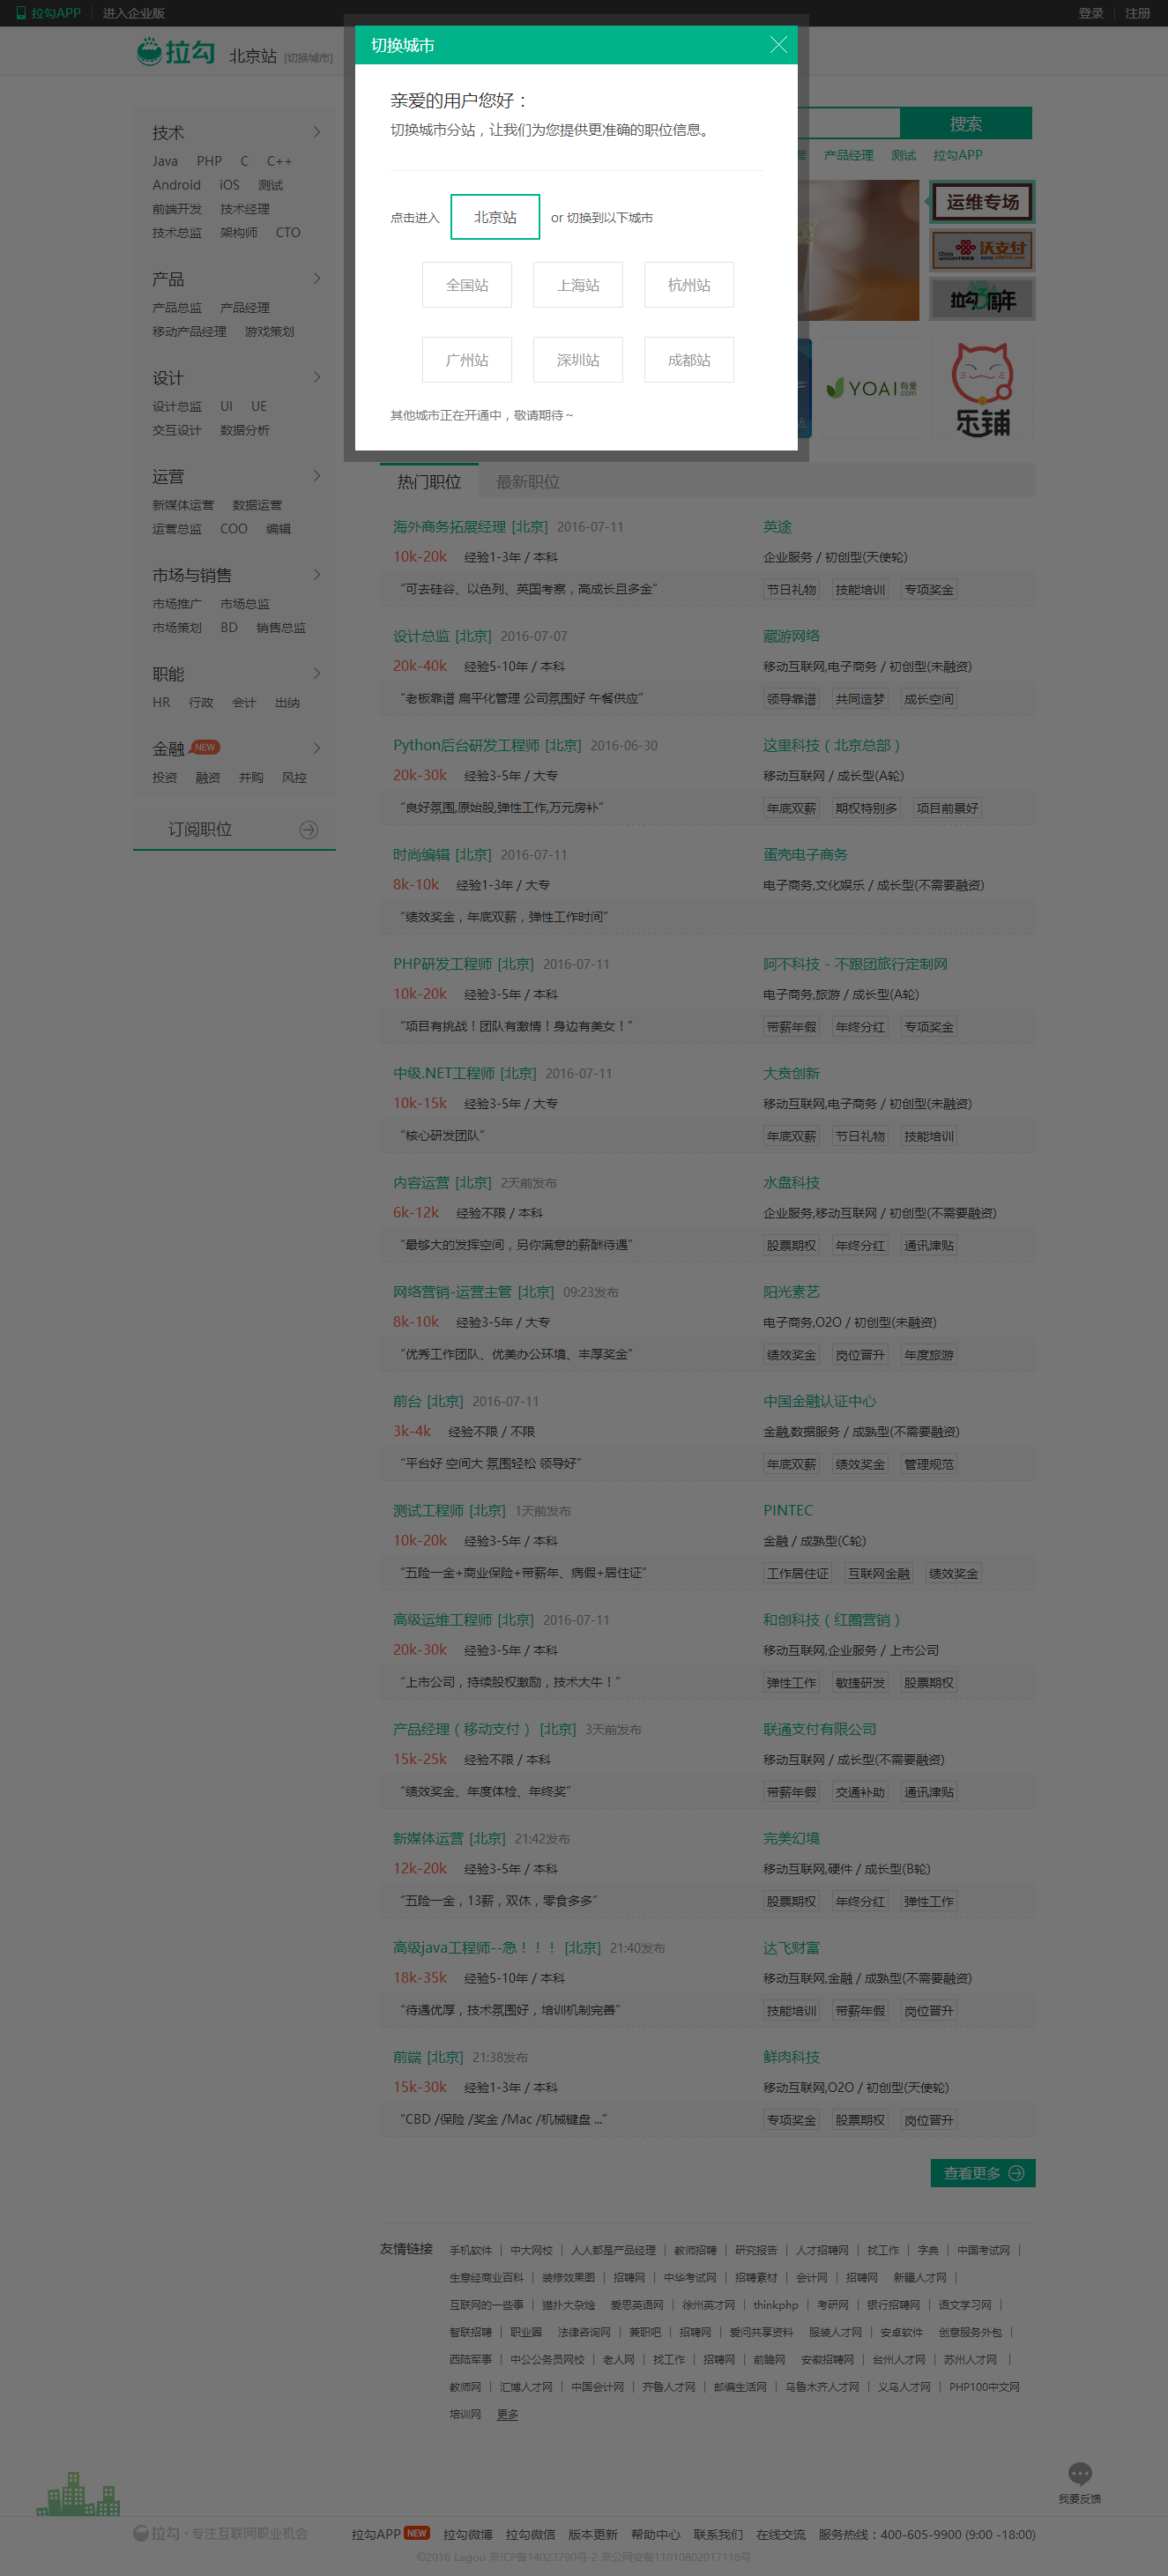 拉勾APP 进入企业版 登录 注册
拉勾 北京站 [切换城市]
切换城市
亲爱的用户您好：
切换城市分站，让我们为您提供更准确的职位信息。
点击进入 北京站 or 切换到以下城市
全国站 上海站 杭州站
广州站 深圳站 成都站
其他城市正在开通中，敬请期待～
搜索
产品经理 测试 拉勾APP
运维专场
沃支付
拉勾3周年
YOAI 有爱 .com
乐铺
技术
Java PHP C C++
Android iOS 测试
前端开发 技术经理
技术总监 架构师 CTO
产品
产品总监 产品经理
移动产品经理 游戏策划
设计
设计总监 UI UE
交互设计 数据分析
运营
新媒体运营 数据运营
运营总监 COO 编辑
市场与销售
市场推广 市场总监
市场策划 BD 销售总监
职能
HR 行政 会计 出纳
金融 NEW
投资 融资 并购 风控
订阅职位
热门职位 最新职位
海外商务拓展经理 [北京] 2016-07-11 英途
10k-20k 经验1-3年 / 本科 企业服务 / 初创型(天使轮)
“可去硅谷、以色列、英国考察，高成长且多金” 节日礼物 技能培训 专项奖金
设计总监 [北京] 2016-07-07 藏游网络
20k-40k 经验5-10年 / 本科 移动互联网,电子商务 / 初创型(未融资)
“老板靠谱 扁平化管理 公司氛围好 午餐供应” 领导靠谱 共同造梦 成长空间
Python后台研发工程师 [北京] 2016-06-30 这里科技（北京总部）
20k-30k 经验3-5年 / 大专 移动互联网 / 成长型(A轮)
“良好氛围,原始股,弹性工作,万元房补” 年底双薪 期权特别多 项目前景好
时尚编辑 [北京] 2016-07-11 蛋壳电子商务
8k-10k 经验1-3年 / 大专 电子商务,文化娱乐 / 成长型(不需要融资)
“绩效奖金，年底双薪，弹性工作时间”
PHP研发工程师 [北京] 2016-07-11 阿不科技 - 不跟团旅行定制网
10k-20k 经验3-5年 / 本科 电子商务,旅游 / 成长型(A轮)
“项目有挑战！团队有激情！身边有美女！” 带薪年假 年终分红 专项奖金
中级.NET工程师 [北京] 2016-07-11 大贲创新
10k-15k 经验3-5年 / 大专 移动互联网,电子商务 / 初创型(未融资)
“核心研发团队” 年底双薪 节日礼物 技能培训
内容运营 [北京] 2天前发布 水盘科技
6k-12k 经验不限 / 本科 企业服务,移动互联网 / 初创型(不需要融资)
“最够大的发挥空间，另你满意的薪酬待遇” 股票期权 年终分红 通讯津贴
网络营销-运营主管 [北京] 09:23发布 阳光素艺
8k-10k 经验3-5年 / 大专 电子商务,O2O / 初创型(未融资)
“优秀工作团队、优美办公环境、丰厚奖金” 绩效奖金 岗位晋升 年度旅游
前台 [北京] 2016-07-11 中国金融认证中心
3k-4k 经验不限 / 不限 金融,数据服务 / 成熟型(不需要融资)
“平台好 空间大 氛围轻松 领导好” 年底双薪 绩效奖金 管理规范
测试工程师 [北京] 1天前发布 PINTEC
10k-20k 经验3-5年 / 本科 金融 / 成熟型(C轮)
“五险一金+商业保险+带薪年、病假+居住证” 工作居住证 互联网金融 绩效奖金
高级运维工程师 [北京] 2016-07-11 和创科技（红圈营销）
20k-30k 经验3-5年 / 本科 移动互联网,企业服务 / 上市公司
“上市公司，持续股权激励，技术大牛！” 弹性工作 敏捷研发 股票期权
产品经理（移动支付） [北京] 3天前发布 联通支付有限公司
15k-25k 经验不限 / 本科 移动互联网 / 成长型(不需要融资)
“绩效奖金、年度体检、年终奖” 带薪年假 交通补助 通讯津贴
新媒体运营 [北京] 21:42发布 完美幻境
12k-20k 经验3-5年 / 本科 移动互联网,硬件 / 成长型(B轮)
“五险一金，13薪，双休，零食多多” 股票期权 年终分红 弹性工作
高级java工程师--急！！！ [北京] 21:40发布 达飞财富
18k-35k 经验5-10年 / 本科 移动互联网,金融 / 成熟型(不需要融资)
“待遇优厚，技术氛围好，培训机制完善” 技能培训 带薪年假 岗位晋升
前端 [北京] 21:38发布 鲜肉科技
15k-30k 经验1-3年 / 本科 移动互联网,O2O / 初创型(天使轮)
“CBD /保险 /奖金 /Mac /机械键盘 ...” 专项奖金 股票期权 岗位晋升
查看更多
友情链接 手机软件 | 中大网校 | 人人都是产品经理 | 教师招聘 | 研究报告 | 人才招聘网 | 找工作 | 字典 | 中国考试网 |
生意经商业百科 | 装修效果图 | 招聘网 | 中华考试网 | 招聘素材 | 会计网 | 招聘网 新疆人才网 |
互联网的一些事 | 猫扑大杂烩 爱思英语网 | 徐州英才网 | thinkphp | 考研网 | 银行招聘网 | 语文学习网 |
智联招聘 | 职业圈 法律咨询网 | 兼职吧 | 招聘网 | 爱问共享资料 服装人才网 | 安卓软件 创意服务外包 |
西陆军事 | 中公公务员网校 | 老人网 | 找工作 | 招聘网 | 前瞻网 安徽招聘网 | 台州人才网 | 苏州人才网 |
教师网 | 汇博人才网 | 中国会计网 | 齐鲁人才网 | 邮编生活网 | 乌鲁木齐人才网 | 义乌人才网 | PHP100中文网
培训网 更多
我要反馈
拉勾 · 专注互联网职业机会 拉勾APP NEW 拉勾微博 拉勾微信 版本更新 帮助中心 联系我们 在线交流 服务热线：400-605-9900 (9:00 -18:00)
©2016 Lagou 京ICP备14023790号-2 京公网安备11010802017116号